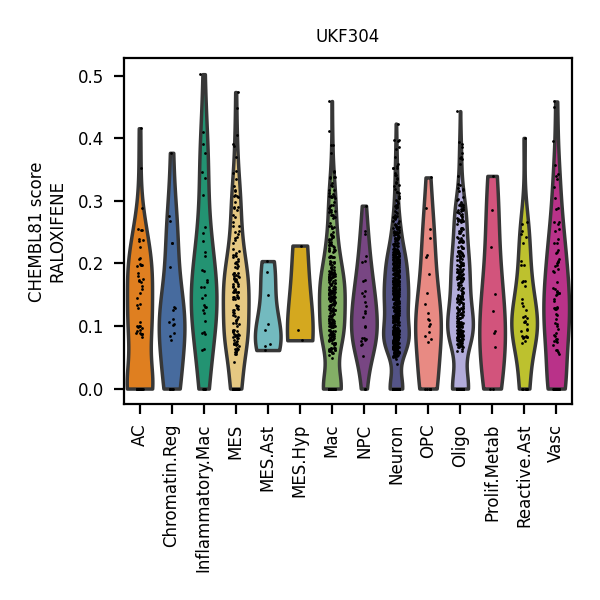 UKF304
CHEMBL81 score
RALOXIFENE
0.5
0.4
0.3
0.2
0.1
0.0
AC
Chromatin.Reg
Inflammatory.Mac
MES
MES.Ast
MES.Hyp
Mac
NPC
Neuron
OPC
Oligo
Prolif.Metab
Reactive.Ast
Vasc